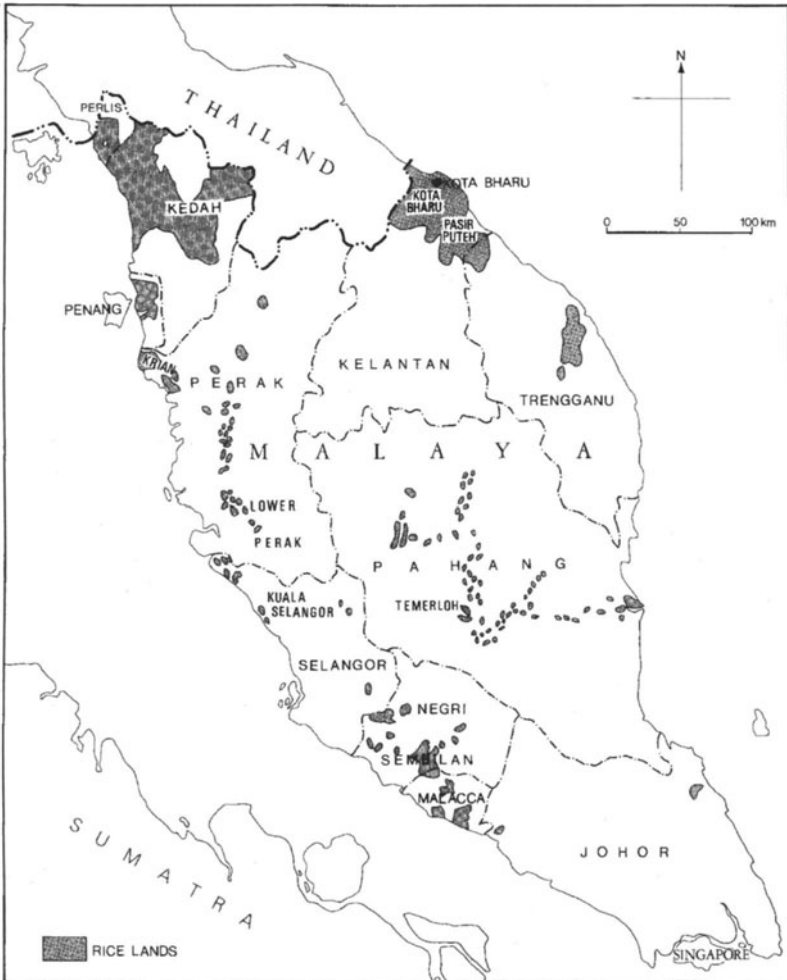 N
THAILAND
PERLIS
KEDAH
KOTA BHARU
KOTA
BHARU
PASIR
PUTEH
0 50 100 km
PENANG
KRIAN
PERAK
KELANTAN
TRENGGANU
MALAYA
LOWER
PERAK
PAHANG
KUALA
SELANGOR
TEMERLOH
SELANGOR
NEGRI
SEMBILAN
MALACCA
JOHOR
SUMATRA
RICE LANDS
SINGAPORE